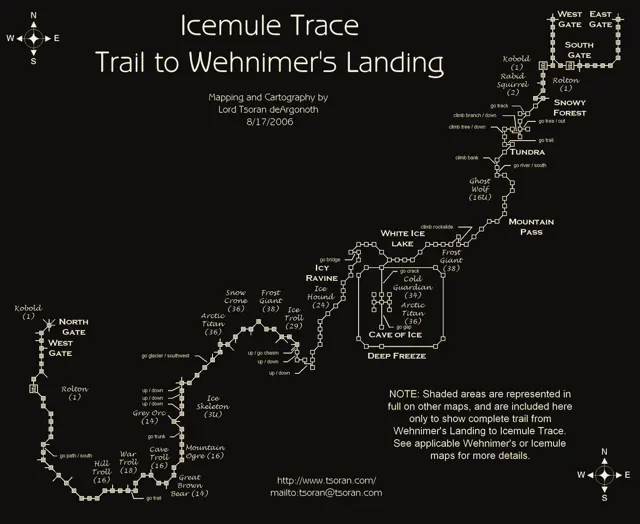 Icemule Trace
Trail to Wehnimer's Landing
Mapping and Cartography by
Lord Tsoran deArgonoth
8/17/2006
N
W
E
S
WEST
GATE
EAST
GATE
SOUTH
GATE
Kobold
(1)
Rabid
Squirrel
(2)
Rolton
(1)
SNOWY
FOREST
go track
climb branch / down
go tree / out
climb tree / down
go trail
TUNDRA
climb bank
go river / south
Ghost
Wolf
(16U)
MOUNTAIN
PASS
climb rockslide
WHITE ICE
LAKE
Frost
Giant
(38)
go bridge
ICY
RAVINE
go crack
Cold
Guardian
(34)
Arctic
Titan
(36)
go gap
CAVE OF ICE
DEEP FREEZE
Ice
Hound
(24)
Snow
Crone
(36)
Frost
Giant
(38)
Ice
Troll
(29)
Arctic
Titan
(36)
up / go chasm
up / down
up / down
go glacier / southwest
up / down
up / down
up / down
Ice
Skeleton
(3U)
Grey Orc
(14)
go trunk
Mountain
Ogre (16)
Cave
Troll
(16)
War
Troll
(18)
Hill
Troll
(16)
Great
Brown
Bear (14)
go trail
go path / south
Kobold
(1)
NORTH
GATE
WEST
GATE
Rolton
(1)
NOTE: Shaded areas are represented in
full on other maps, and are included here
only to show complete trail from
Wehnimer's Landing to Icemule Trace.
See applicable Wehnimer's or Icemule
maps for more details.
http://www.tsoran.com/
mailto:tsoran@tsoran.com
N
W
E
S